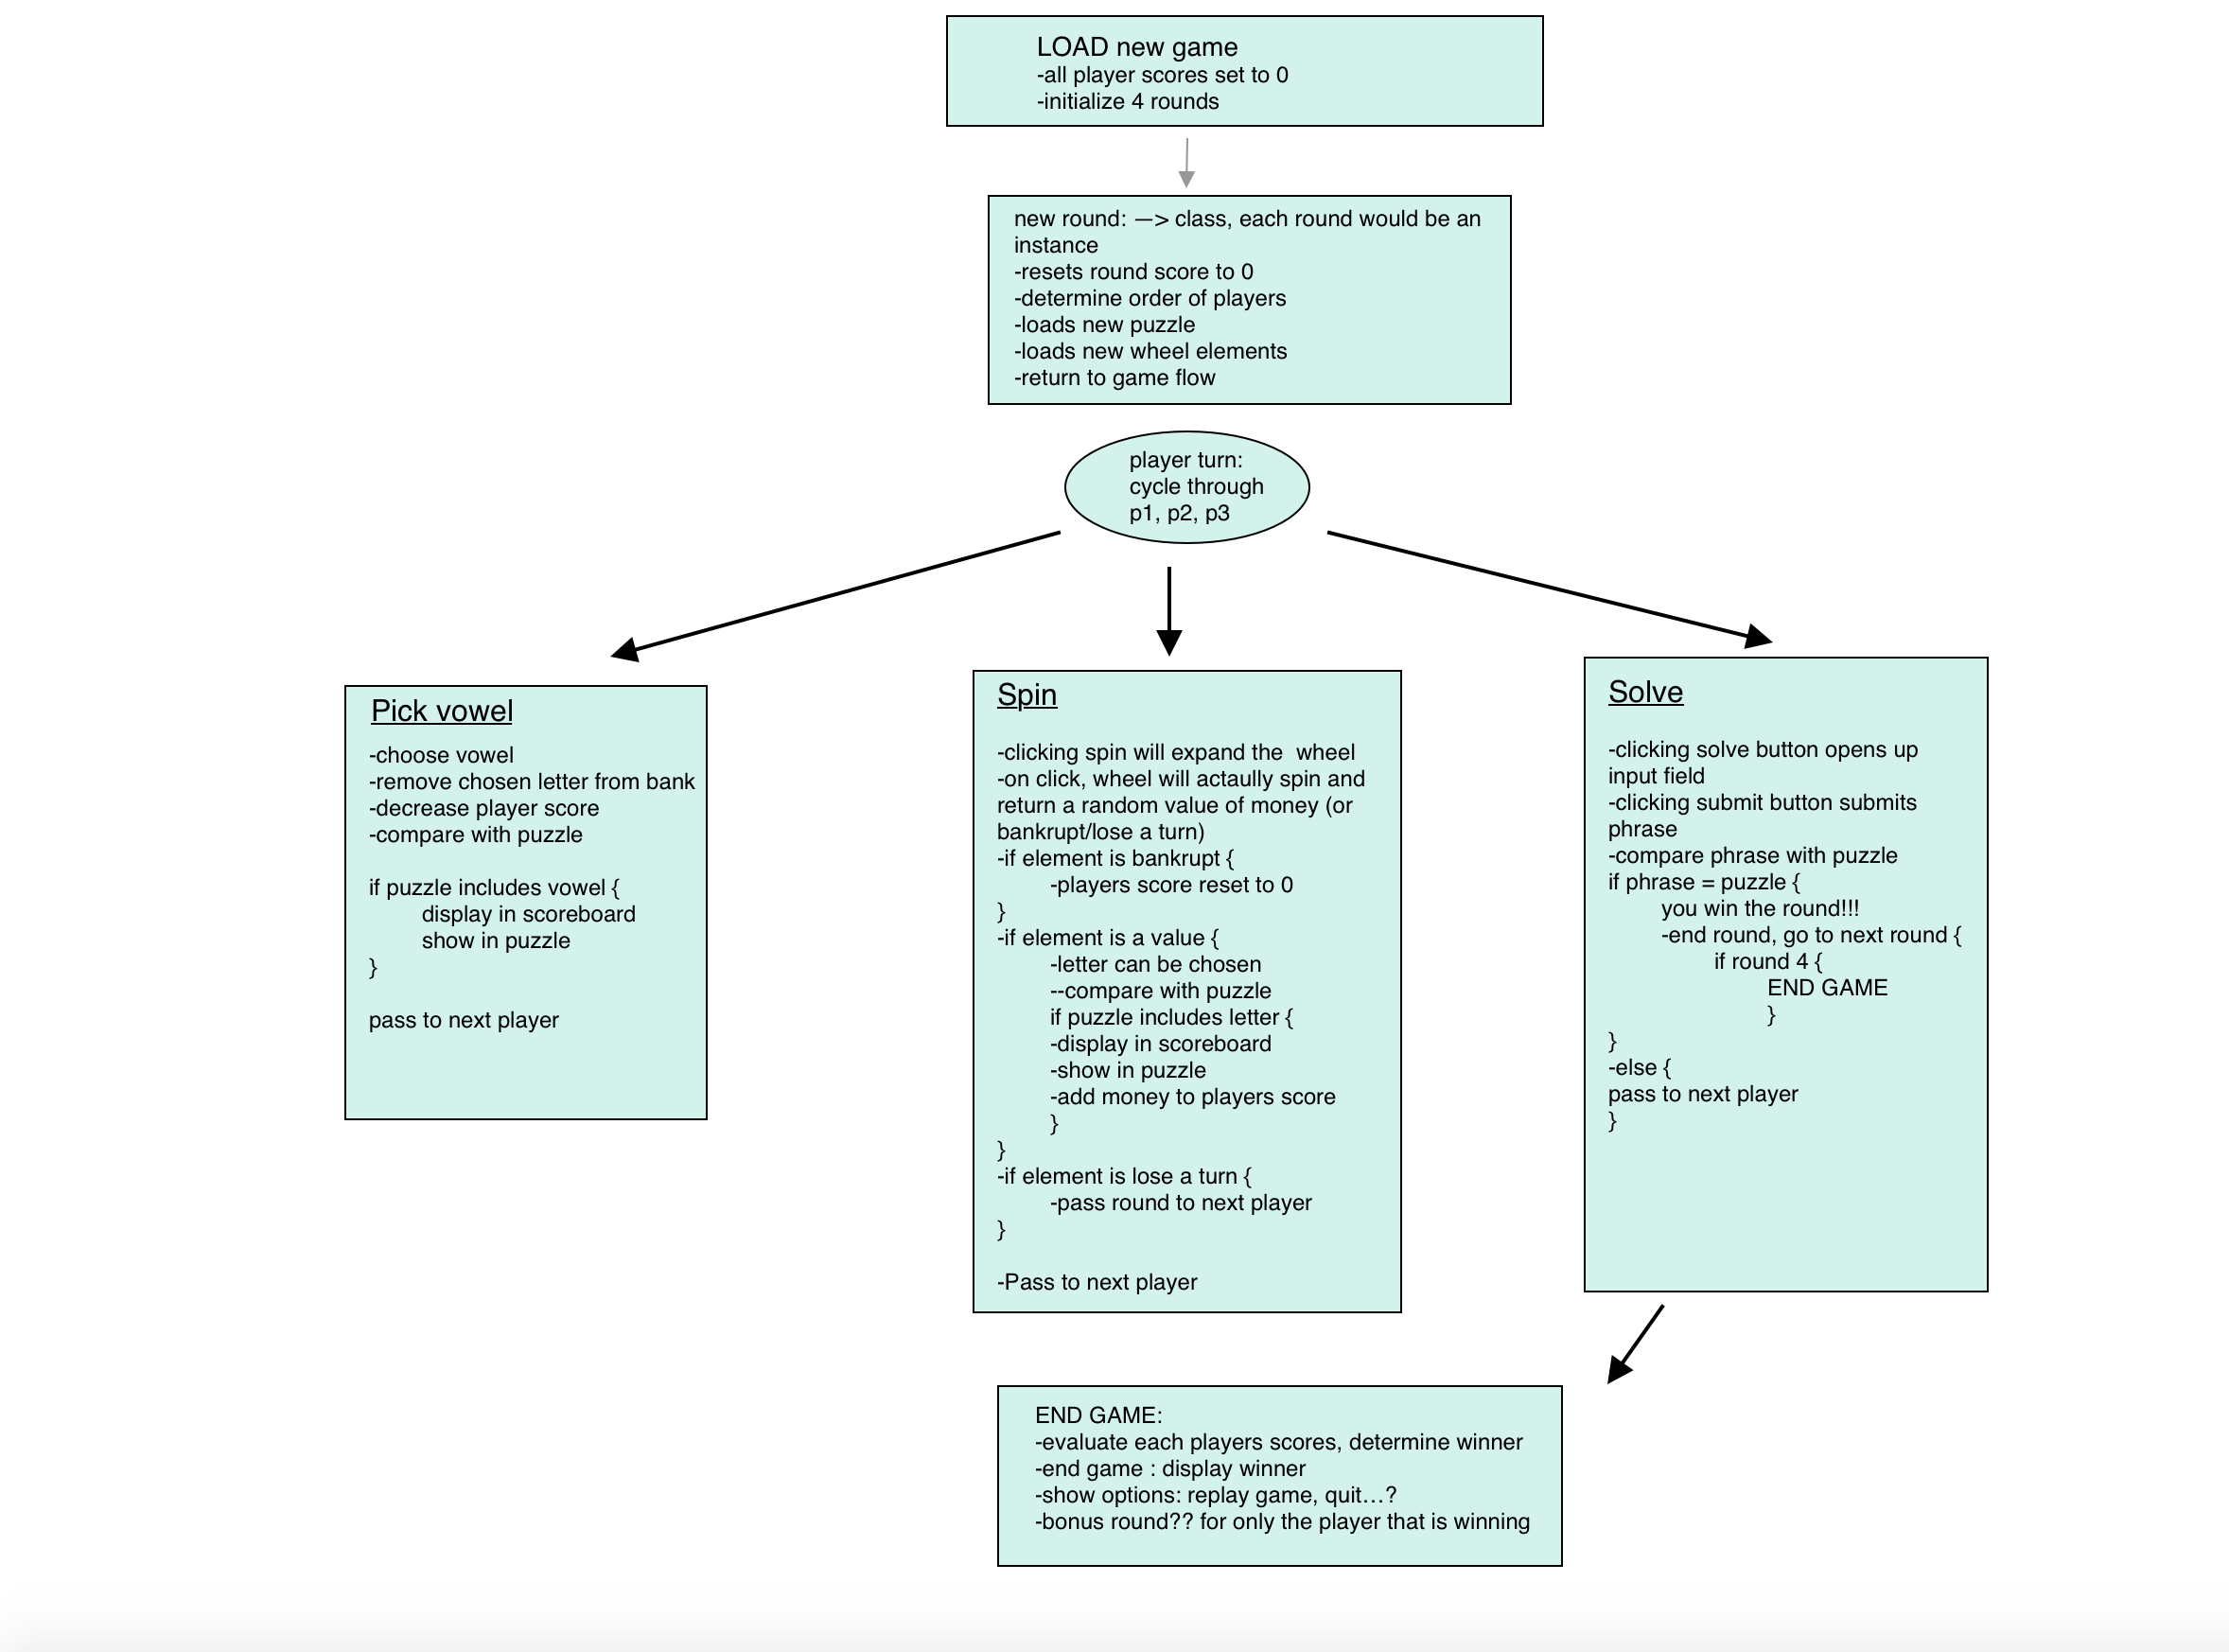 LOAD new game
-all player scores set to 0
-initialize 4 rounds
new round: —> class, each round would be an
instance
-resets round score to 0
-determine order of players
-loads new puzzle
-loads new wheel elements
-return to game flow
player turn:
cycle through
p1, p2, p3
Pick vowel
-choose vowel
-remove chosen letter from bank
-decrease player score
-compare with puzzle
if puzzle includes vowel {
display in scoreboard
show in puzzle
}
pass to next player
Spin
-clicking spin will expand the  wheel
-on click, wheel will actaully spin and
return a random value of money (or
bankrupt/lose a turn)
-if element is bankrupt {
-players score reset to 0
}
-if element is a value {
-letter can be chosen
--compare with puzzle
if puzzle includes letter {
-display in scoreboard
-show in puzzle
-add money to players score
}
}
-if element is lose a turn {
-pass round to next player
}
-Pass to next player
Solve
-clicking solve button opens up
input field
-clicking submit button submits
phrase
-compare phrase with puzzle
if phrase = puzzle {
you win the round!!!
-end round, go to next round {
if round 4 {
END GAME
}
}
-else {
pass to next player
}
END GAME:
-evaluate each players scores, determine winner
-end game : display winner
-show options: replay game, quit…?
-bonus round?? for only the player that is winning